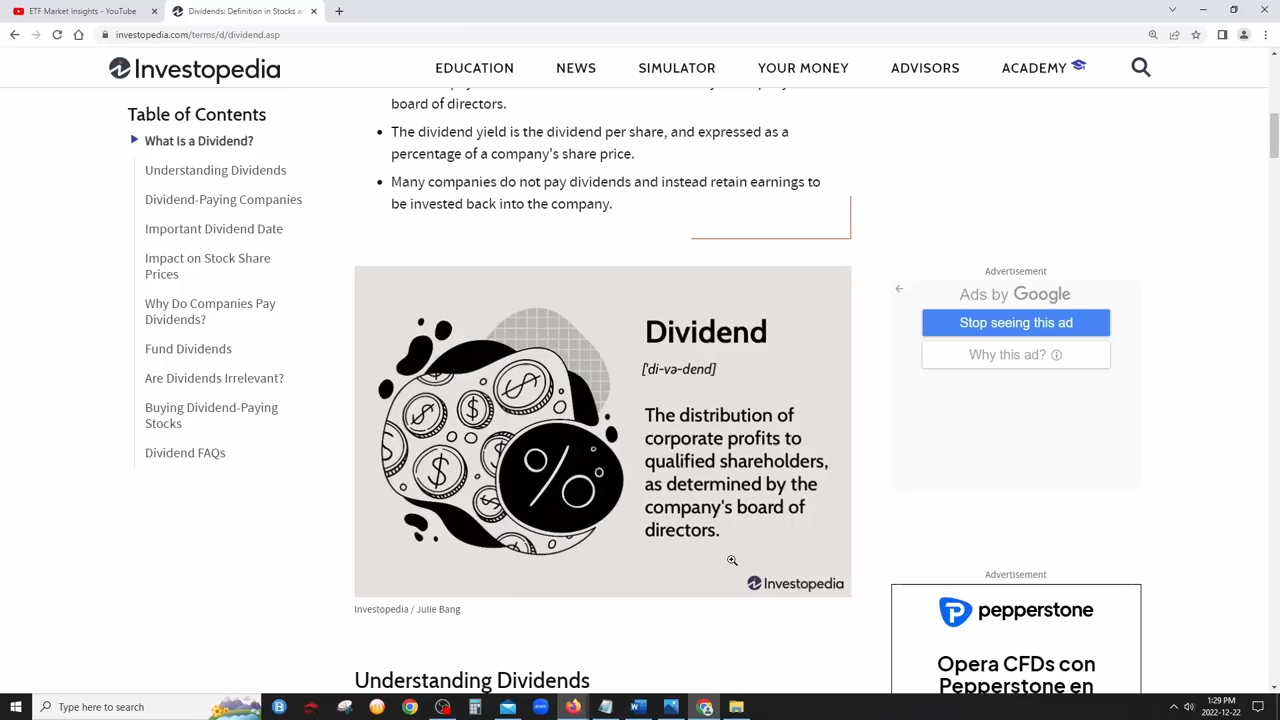 ETF Market Insights - YouTube
Dividends: Definition in Stocks a
investopedia.com/terms/d/dividend.asp
Investopedia
EDUCATION
NEWS
SIMULATOR
YOUR MONEY
ADVISORS
ACADEMY
Table of Contents
What Is a Dividend?
Understanding Dividends
Dividend-Paying Companies
Important Dividend Date
Impact on Stock Share
Prices
Why Do Companies Pay
Dividends?
Fund Dividends
Are Dividends Irrelevant?
Buying Dividend-Paying
Stocks
Dividend FAQs
board of directors.
• The dividend yield is the dividend per share, and expressed as a
percentage of a company's share price.
• Many companies do not pay dividends and instead retain earnings to
be invested back into the company.
Dividend
['di-və-dend]
The distribution of
corporate profits to
qualified shareholders,
as determined by the
company's board of
directors.
Investopedia
Investopedia / Julie Bang
Understanding Dividends
Advertisement
Ads by Google
Stop seeing this ad
Why this ad?
Advertisement
pepperstone
Opera CFDs con
Pepperstone en
Type here to search
1:29 PM
2022-12-22